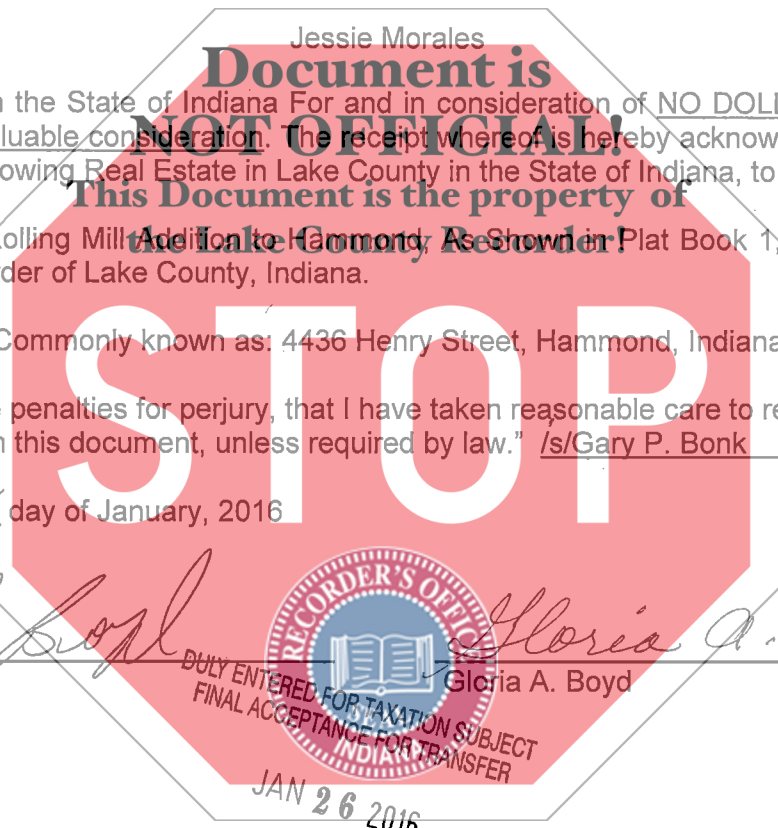 Jessie Morales
Document is
n the State of Indiana For and in consideration of NO DOL
NOT OFFICIAL!
luable consideration. The receipt whereof is hereby acknow
owing Real Estate in Lake County in the State of Indiana, to
This Document is the property of
the Lake County Recorder!
olling Mill Addition to Hammond, As Shown in Plat Book 1,
der of Lake County, Indiana.
Commonly known as: 4436 Henry Street, Hammond, Indiana
STOP
penalties for perjury, that I have taken reasonable care to re
n this document, unless required by law." /s/Gary P. Bonk
day of January, 2016
Boyd
Gloria A.
Gloria A. Boyd
RECORDER'S OFFICE
INDIANA
DULY ENTERED FOR TAXATION SUBJECT
FINAL ACCEPTANCE FOR TRANSFER
JAN 26 2016